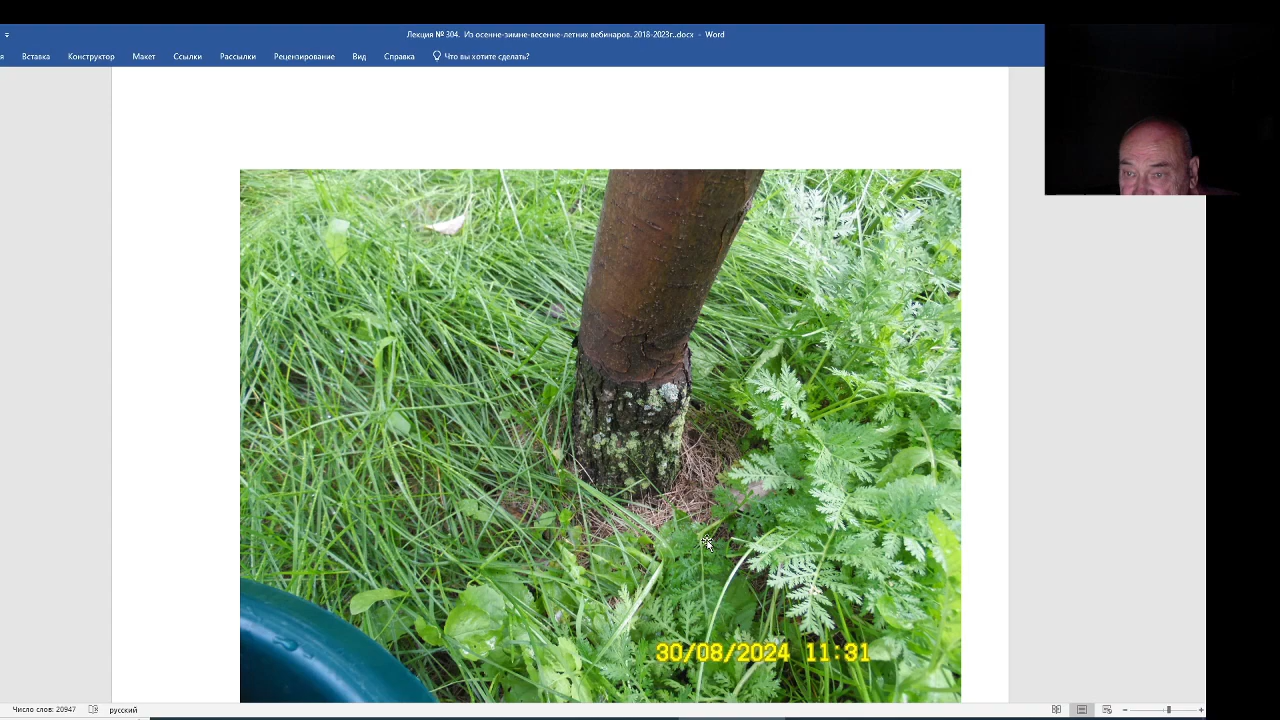 Лекция № 304. Из осенне-зимне-весенне-летних вебинаров. 2018-2023г..docx - Word
я Вставка Конструктор Макет Ссылки Рассылки Рецензирование Вид Справка Что вы хотите сделать?
30/08/2024 11:31
Число слов: 20947 русский